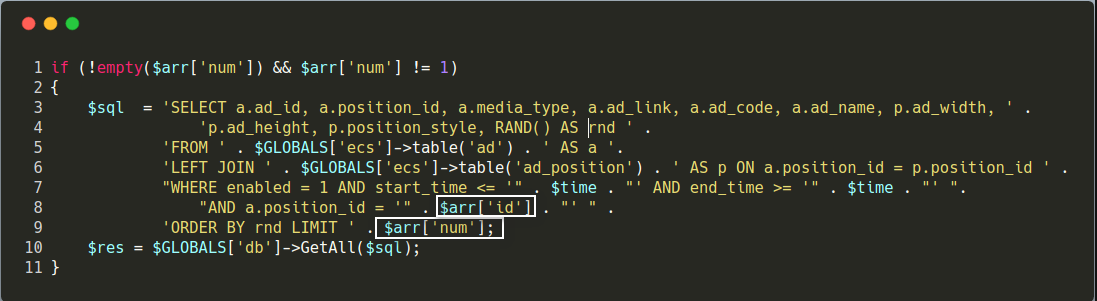 1 if (!empty($arr['num']) && $arr['num'] != 1)
2 {
3     $sql  = 'SELECT a.ad_id, a.position_id, a.media_type, a.ad_link, a.ad_code, a.ad_name, p.ad_width, ' .
4                 'p.ad_height, p.position_style, RAND() AS rnd ' .
5             'FROM ' . $GLOBALS['ecs']->table('ad') . ' AS a '.
6             'LEFT JOIN ' . $GLOBALS['ecs']->table('ad_position') . ' AS p ON a.position_id = p.position_id ' .
7             "WHERE enabled = 1 AND start_time <= '" . $time . "' AND end_time >= '" . $time . "' ".
8                 "AND a.position_id = '" . $arr['id'] . "' " .
9             'ORDER BY rnd LIMIT ' . $arr['num'];
10     $res = $GLOBALS['db']->GetAll($sql);
11 }